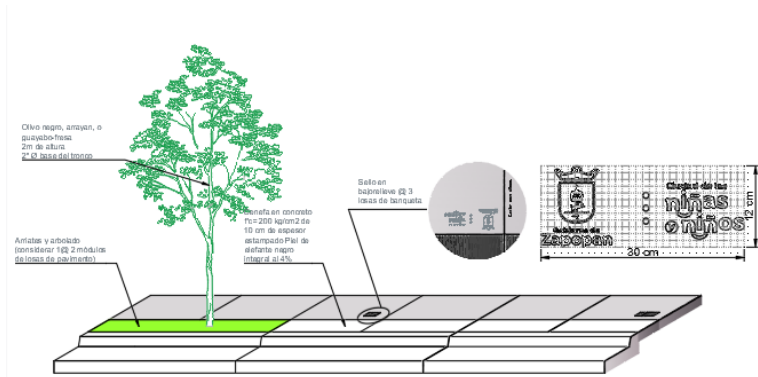 Olivo negro, arrayan, o
guayabo-fresa
2m de altura
2" Ø base del tronco
Arriates y arbolado
(considerar 1@ 2 módulos
de losas de pavimento)
Cenefa en concreto
f'c= 200 kg/cm2 de
10 cm de espesor
estampado Piel de
elefante negro
integral al 4%
Sello en
bajorelieve @ 3
losas de banqueta
Gobierno de
Zapopan
Ciudad de las
niñas
y niños
12 cm
30 cm